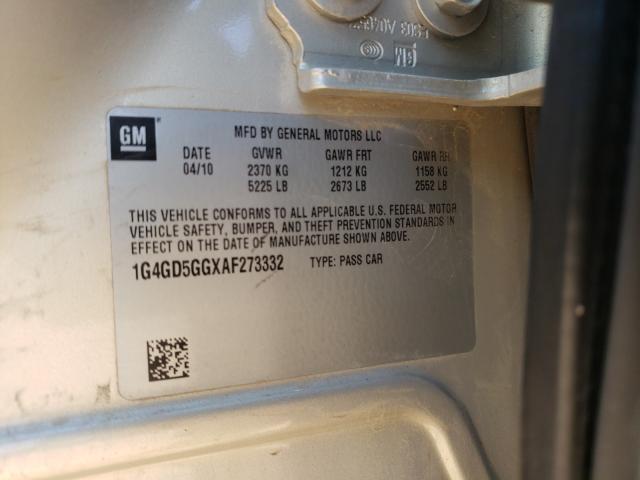 GM
MFD BY GENERAL MOTORS LLC
DATE GVWR GAWR FRT GAWR RR
04/10 2370 KG 1212 KG 1158 KG
5225 LB 2673 LB 2552 LB
THIS VEHICLE CONFORMS TO ALL APPLICABLE U.S. FEDERAL MOTOR
VEHICLE SAFETY, BUMPER, AND THEFT PREVENTION STANDARDS IN
EFFECT ON THE DATE OF MANUFACTURE SHOWN ABOVE.
1G4GD5GGXAF273332 TYPE: PASS CAR